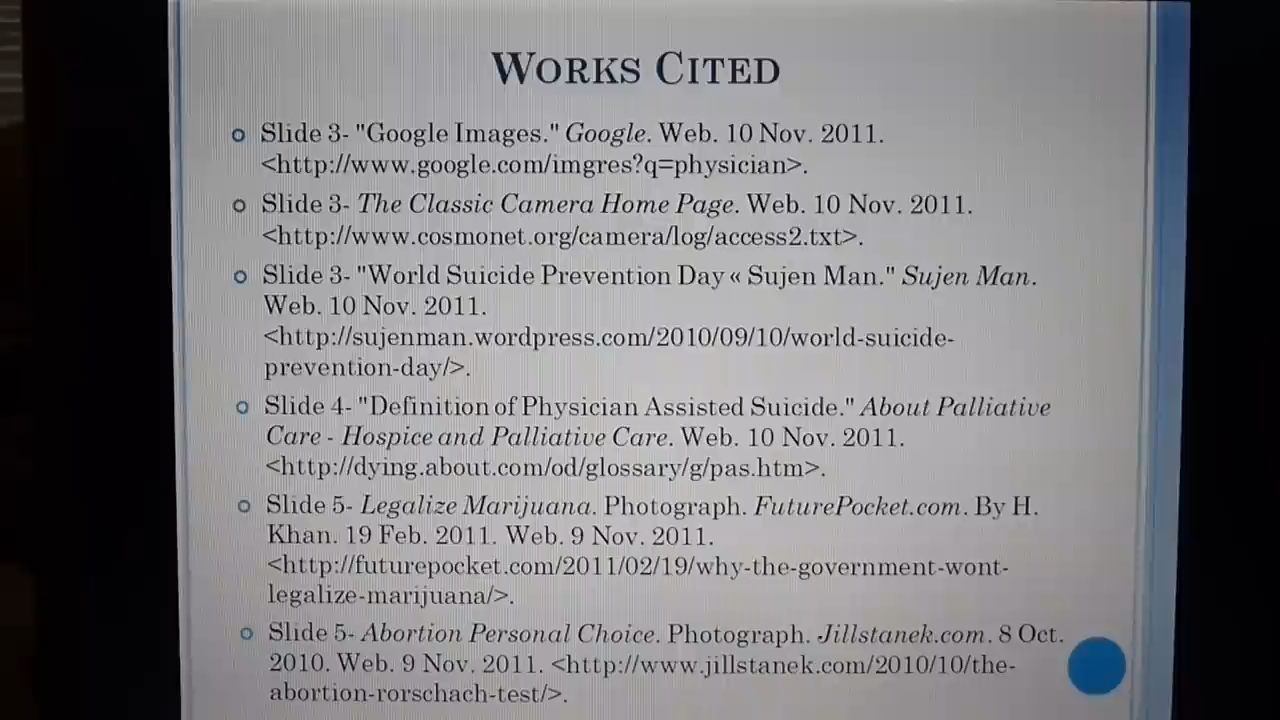 WORKS CITED
Slide 3- "Google Images." Google. Web. 10 Nov. 2011.
<http://www.google.com/imgres?q=physician>.
Slide 3- The Classic Camera Home Page. Web. 10 Nov. 2011.
<http://www.cosmonet.org/camera/log/access2.txt>.
Slide 3- "World Suicide Prevention Day « Sujen Man." Sujen Man.
Web. 10 Nov. 2011.
<http://sujenman.wordpress.com/2010/09/10/world-suicide-
prevention-day/>.
Slide 4- "Definition of Physician Assisted Suicide." About Palliative
Care - Hospice and Palliative Care. Web. 10 Nov. 2011.
<http://dying.about.com/od/glossary/g/pas.htm>.
Slide 5- Legalize Marijuana. Photograph. FuturePocket.com. By H.
Khan. 19 Feb. 2011. Web. 9 Nov. 2011.
<http://futurepocket.com/2011/02/19/why-the-government-wont-
legalize-marijuana/>.
Slide 5- Abortion Personal Choice. Photograph. Jillstanek.com. 8 Oct.
2010. Web. 9 Nov. 2011. <http://www.jillstanek.com/2010/10/the-
abortion-rorschach-test/>.